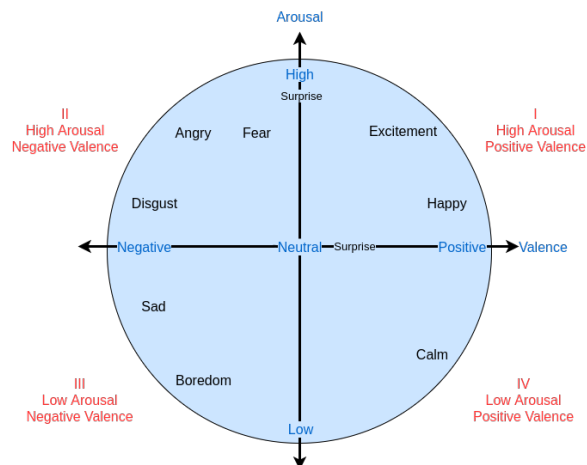 Arousal
High
Surprise
II
High Arousal
Negative Valence
I
High Arousal
Positive Valence
Angry
Fear
Excitement
Disgust
Happy
Negative
Neutral
Surprise
Positive
Valence
Sad
Calm
Boredom
III
Low Arousal
Negative Valence
IV
Low Arousal
Positive Valence
Low